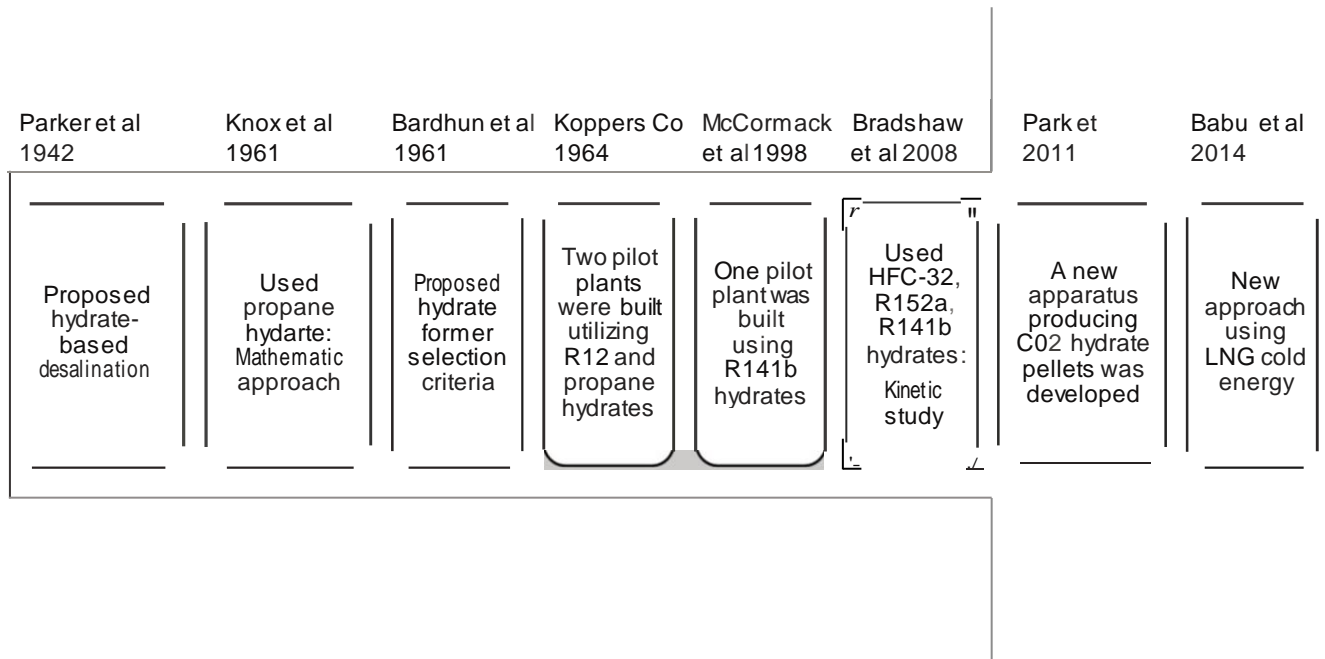 Parker et al
1942
Knox et al
1961
Bardhun et al
1961
Koppers Co
1964
McCormack
et al 1998
Bradshaw
et al 2008
Park et
2011
Babu et al
2014
Proposed
hydrate-
based
desalination
Used
propane
hydarte:
Mathematic
approach
Proposed
hydrate
former
selection
criteria
Two pilot
plants
were built
utilizing
R12 and
propane
hydrates
One pilot
plant was
built
using
R141b
hydrates
Used
HFC-32,
R152a,
R141b
hydrates:
Kinetic
study
A new
apparatus
producing
C02 hydrate
pellets was
developed
New
approach
using
LNG cold
energy